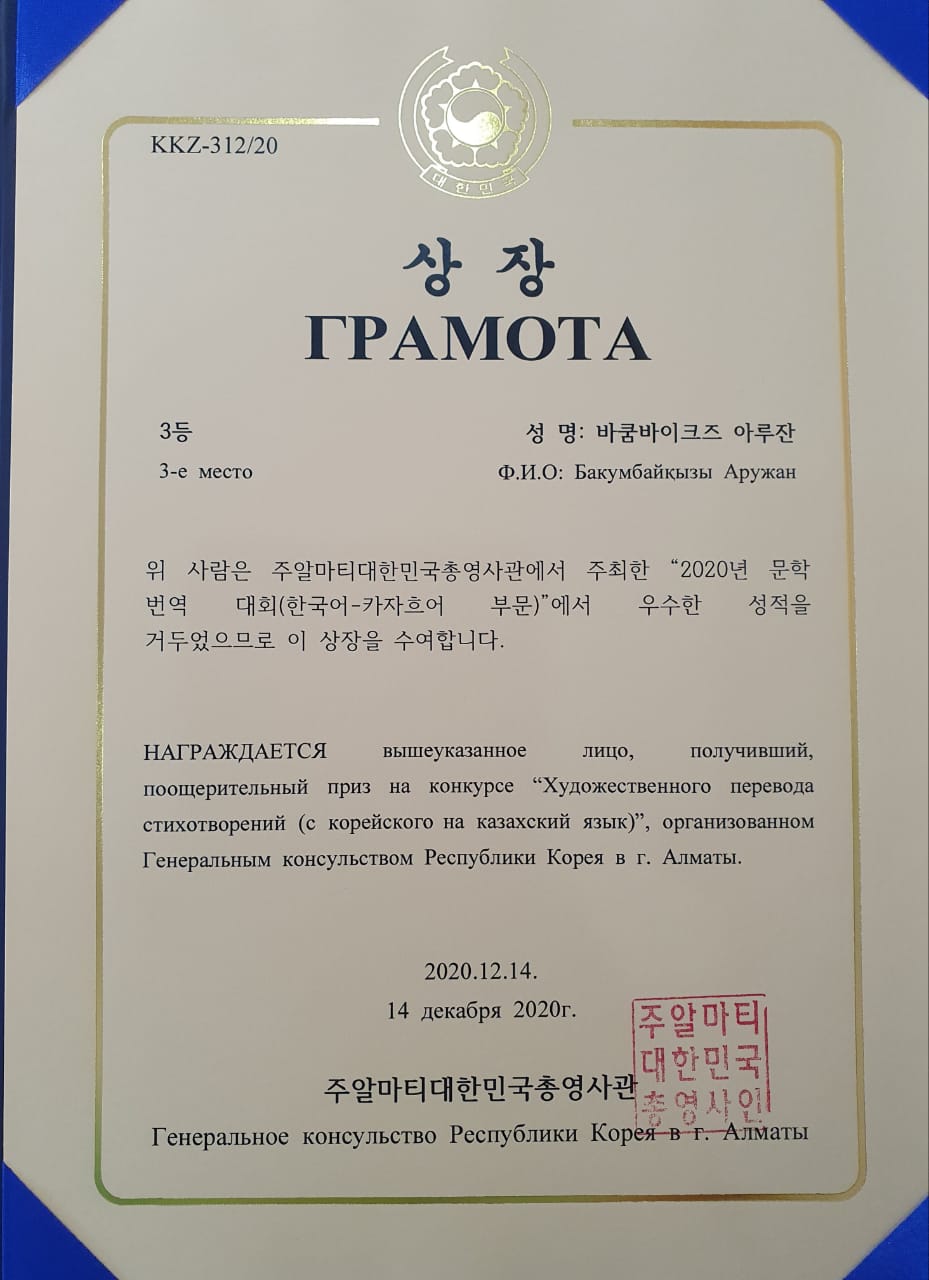 대한민국
KKZ-312/20
상 장
ГРАМОТА
3등
성 명: 바쿰바이크즈 아루잔
3-е место
Ф.И.О: Бакумбайқызы Аружан
위 사람은 주알마티대한민국총영사관에서 주최한 “2020년 문학
번역 대회(한국어-카자흐어 부문)”에서 우수한 성적을
거두었으므로 이 상장을 수여합니다.
НАГРАЖДАЕТСЯ вышеуказанное лицо, получивший,
поощерительный приз на конкурсе “Художественного перевода
стихотворений (с корейского на казахский язык)”, организованном
Генеральным консульством Республики Корея в г. Алматы.
2020.12.14.
14 декабря 2020г.
주알마티대한민국총영사관
Генеральное консульство Республики Корея в г. Алматы
주알마티
대한민국
총영사인